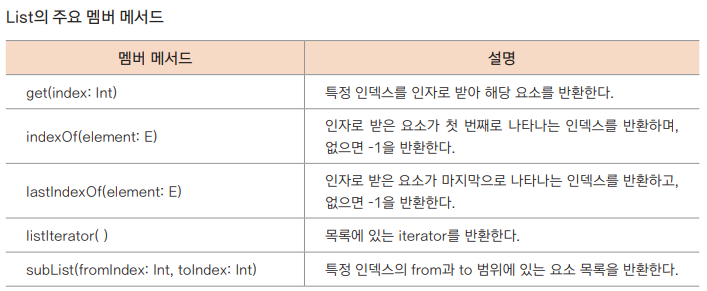 List의 주요 멤버 메서드
멤버 메서드 설명
get(index: Int) 특정 인덱스를 인자로 받아 해당 요소를 반환한다.
indexOf(element: E) 인자로 받은 요소가 첫 번째로 나타나는 인덱스를 반환하며,
없으면 -1을 반환한다.
lastIndexOf(element: E) 인자로 받은 요소가 마지막으로 나타나는 인덱스를 반환하고,
없으면 -1을 반환한다.
listIterator( ) 목록에 있는 iterator를 반환한다.
subList(fromIndex: Int, toIndex: Int) 특정 인덱스의 from과 to 범위에 있는 요소 목록을 반환한다.